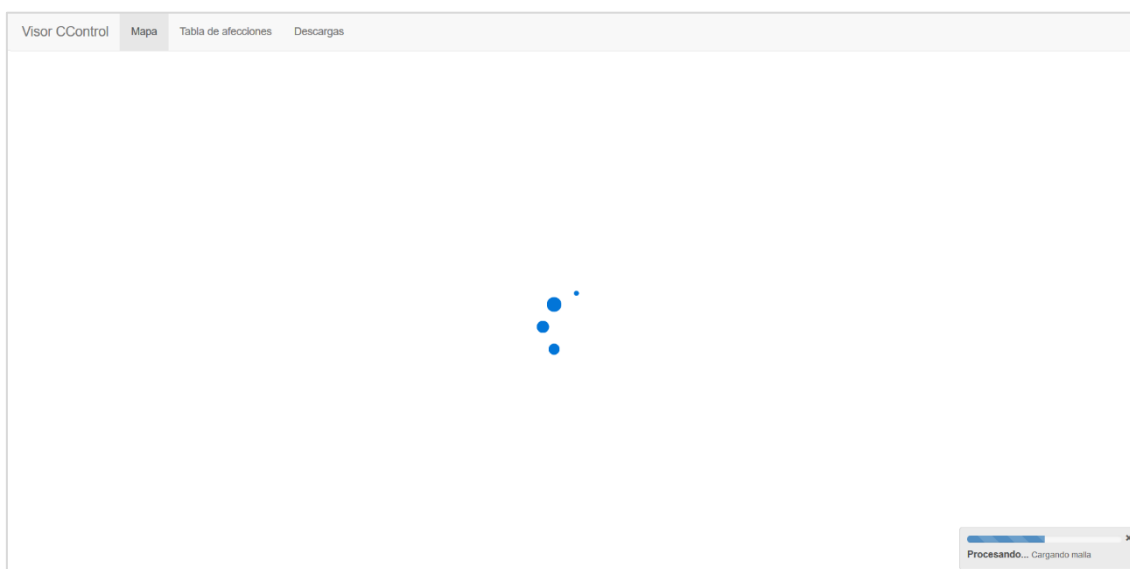 Visor CControl Mapa Tabla de afecciones Descargas
Procesando... Cargando malla